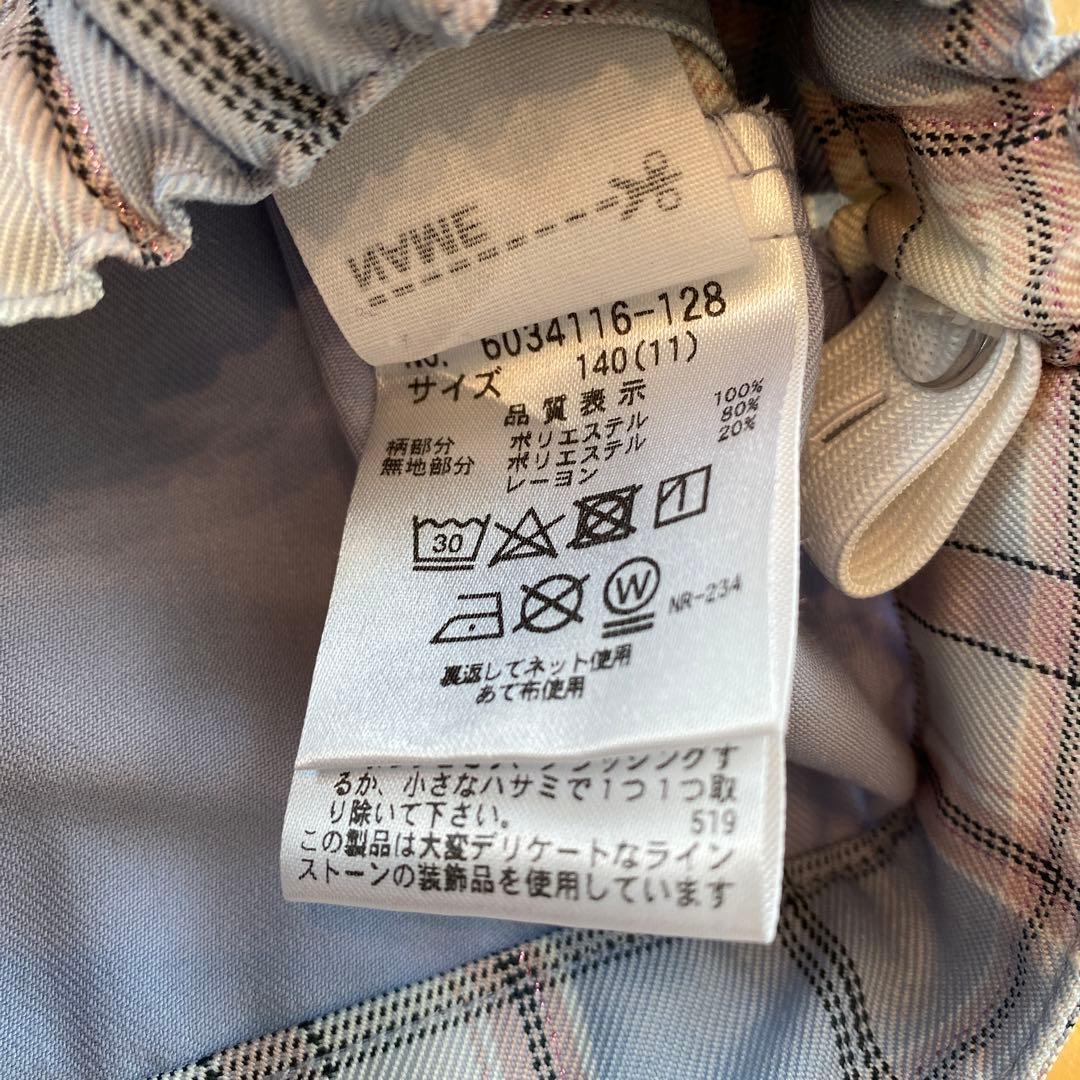 NAME
No. 6034116-128
サイズ 140(11)
品質表示
柄部分 ポリエステル 100%
無地部分 ポリエステル 80%
レーヨン 20%
30
W NR-234
裏返してネット使用
あて布使用
るか、小さなハサミで1つ1つ取
り除いて下さい。 519
この製品は大変デリケートなライン
ストーンの装飾品を使用しています